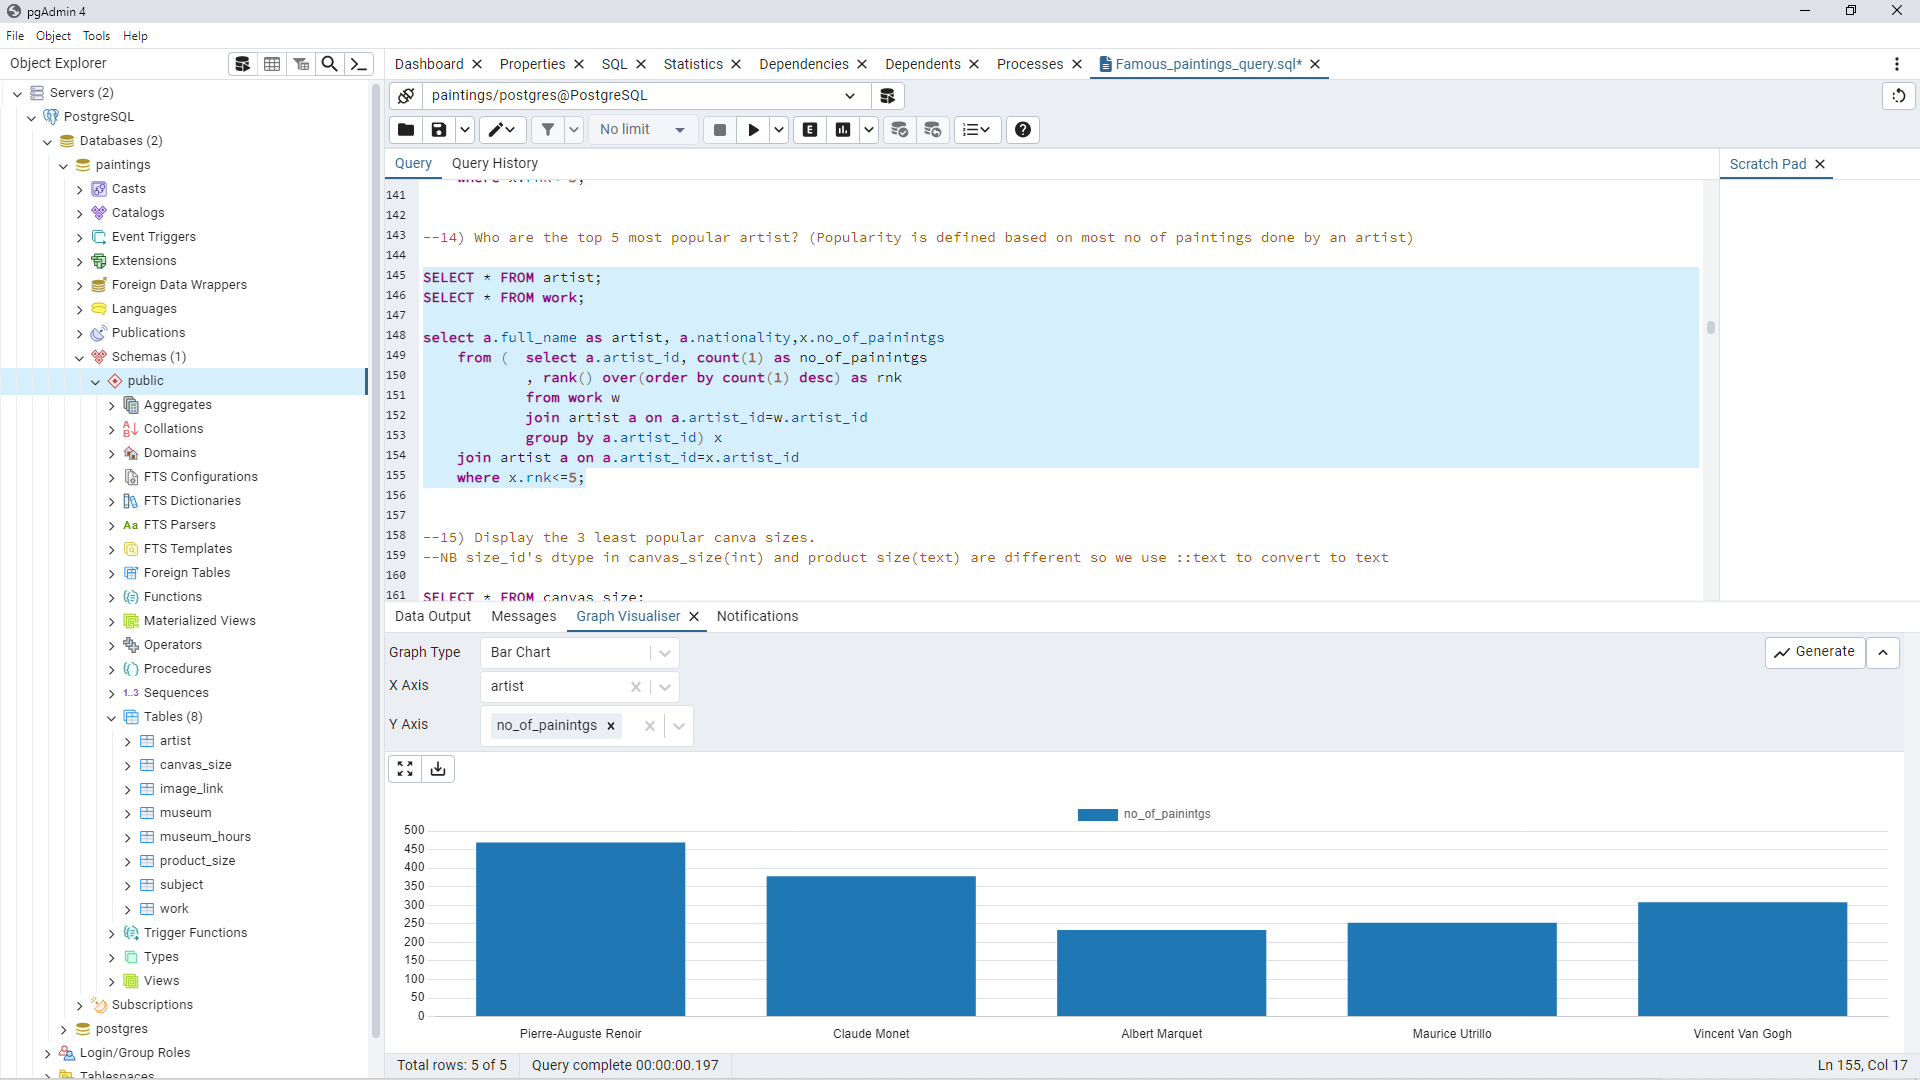 pgAdmin 4
File Object Tools Help
Object Explorer
Servers (2)
PostgreSQL
Databases (2)
paintings
Casts
Catalogs
Event Triggers
Extensions
Foreign Data Wrappers
Languages
Publications
Schemas (1)
public
Aggregates
Collations
Domains
FTS Configurations
FTS Dictionaries
Aa FTS Parsers
FTS Templates
Foreign Tables
Functions
Materialized Views
Operators
Procedures
1..3 Sequences
Tables (8)
artist
canvas_size
image_link
museum
museum_hours
product_size
subject
work
Trigger Functions
Types
Views
Subscriptions
postgres
Login/Group Roles
Tablespaces
Dashboard Properties SQL Statistics Dependencies Dependents Processes Famous_paintings_query.sql*
paintings/postgres@PostgreSQL
No limit E
Query Query History
Scratch Pad
where x.rnk<=5;
141
142
143 --14) Who are the top 5 most popular artist? (Popularity is defined based on most no of paintings done by an artist)
144
145 SELECT * FROM artist;
146 SELECT * FROM work;
147
148 select a.full_name as artist, a.nationality,x.no_of_painintgs
149 from ( select a.artist_id, count(1) as no_of_painintgs
150 , rank() over(order by count(1) desc) as rnk
151 from work w
152 join artist a on a.artist_id=w.artist_id
153 group by a.artist_id) x
154 join artist a on a.artist_id=x.artist_id
155 where x.rnk<=5;
156
157
158 --15) Display the 3 least popular canva sizes.
159 --NB size_id's dtype in canvas_size(int) and product size(text) are different so we use ::text to convert to text
160
161 SELECT * FROM canvas_size;
Data Output Messages Graph Visualiser Notifications
Graph Type Bar Chart
Generate
X Axis artist
Y Axis no_of_painintgs
no_of_painintgs
500
450
400
350
300
250
200
150
100
50
0
Pierre-Auguste Renoir Claude Monet Albert Marquet Maurice Utrillo Vincent Van Gogh
Total rows: 5 of 5 Query complete 00:00:00.197 Ln 155, Col 17